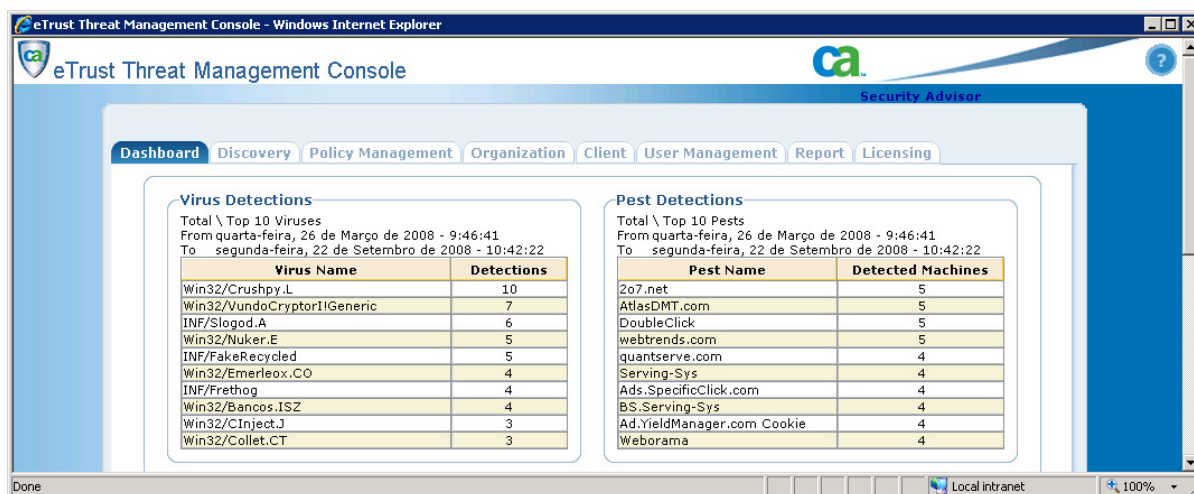 eTrust Threat Management Console - Windows Internet Explorer
ca
eTrust Threat Management Console
ca
?
Security Advisor
Dashboard Discovery Policy Management Organization Client User Management Report Licensing
Virus Detections
Total \ Top 10 Viruses
From quarta-feira, 26 de Março de 2008 - 9:46:41
To segunda-feira, 22 de Setembro de 2008 - 10:42:22
Virus Name Detections
Win32/Crushpy.L 10
Win32/VundoCryptorI!Generic 7
INF/Slogod.A 6
Win32/Nuker.E 5
INF/FakeRecycled 5
Win32/Emerleox.CO 4
INF/Frethog 4
Win32/Bancos.ISZ 4
Win32/CInject.J 3
Win32/Collet.CT 3
Pest Detections
Total \ Top 10 Pests
From quarta-feira, 26 de Março de 2008 - 9:46:41
To segunda-feira, 22 de Setembro de 2008 - 10:42:22
Pest Name Detected Machines
2o7.net 5
AtlasDMT.com 5
DoubleClick 5
webtrends.com 5
quantserve.com 4
Serving-Sys 4
Ads.SpecificClick.com 4
BS.Serving-Sys 4
Ad.YieldManager.com Cookie 4
Weborama 4
Done Local intranet 100%